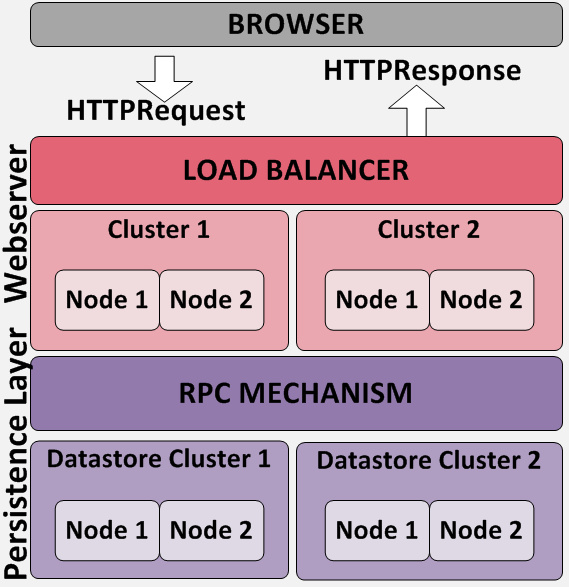 BROWSER
HTTPRequest
HTTPResponse
Webserver
LOAD BALANCER
Cluster 1
Node 1
Node 2
Cluster 2
Node 1
Node 2
Persistence Layer
RPC MECHANISM
Datastore Cluster 1
Node 1
Node 2
Datastore Cluster 2
Node 1
Node 2